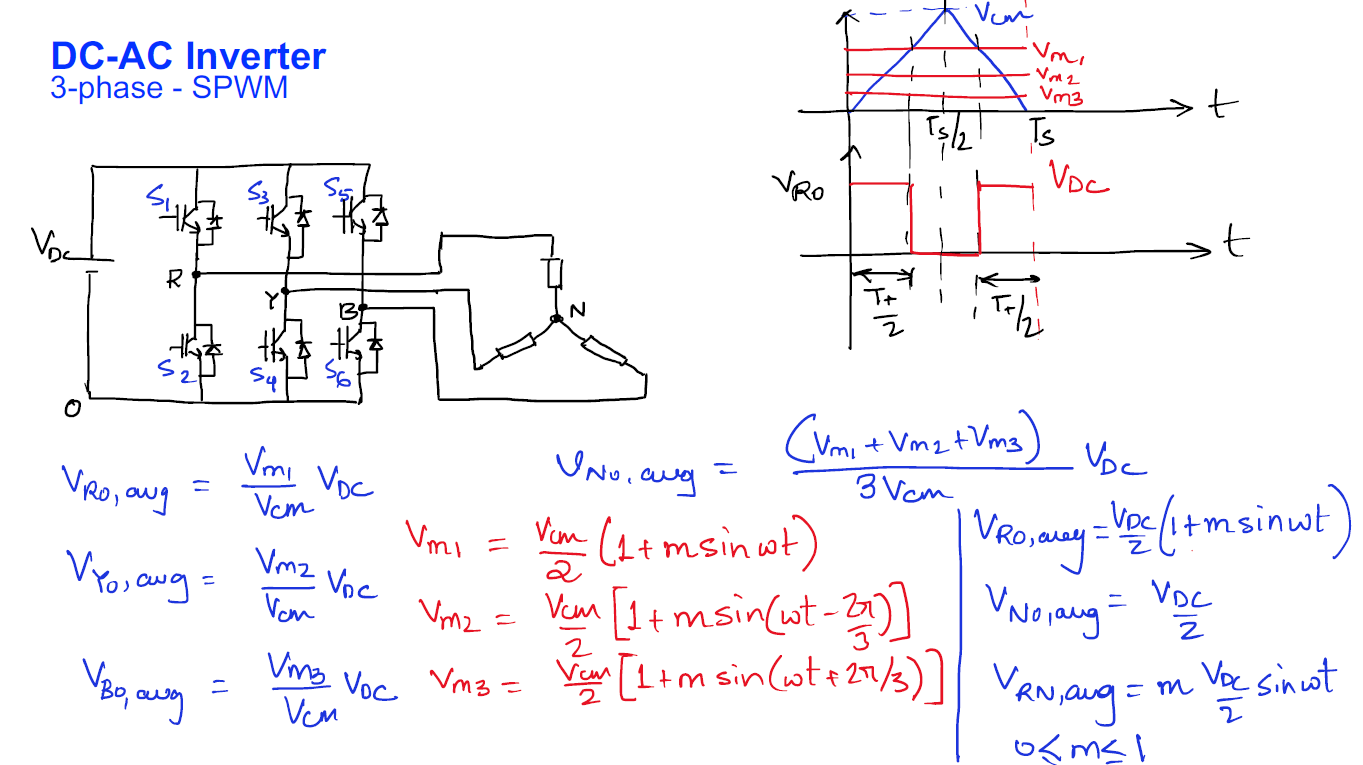 DC-AC Inverter
3-phase - SPWM
Vcm
Vm1
Vm2
Vm3
t
Ts/2
Ts
VRo
VDC
t
T+/2
T+/2
S1
S3
S5
VDC
R
Y
B
N
S2
S4
S6
O
VRo,avg = Vm1/Vcm VDC
VYo,avg = Vm2/Vcm VDC
VBo,avg = Vm3/Vcm VDC
VNo,avg = (Vm1+Vm2+Vm3)/3Vcm VDC
Vm1 = Vcm/2 (1+m sin ωt)
Vm2 = Vcm/2 [1+m sin(ωt - 2π/3)]
Vm3 = Vcm/2 [1+m sin(ωt + 2π/3)]
VRo,avg = VDC/2 (1+m sin ωt)
VNo,avg = VDC/2
VRN,avg = m VDC/2 sin ωt
0 ≤ m ≤ 1